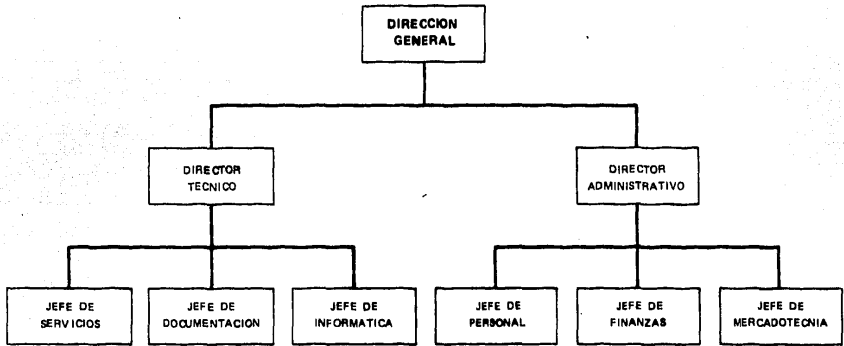 DIRECCION
GENERAL
DIRECTOR
TECNICO
DIRECTOR
ADMINISTRATIVO
JEFE DE
SERVICIOS
JEFE DE
DOCUMENTACION
JEFE DE
INFORMATICA
JEFE DE
PERSONAL
JEFE DE
FINANZAS
JEFE DE
MERCADOTECNIA